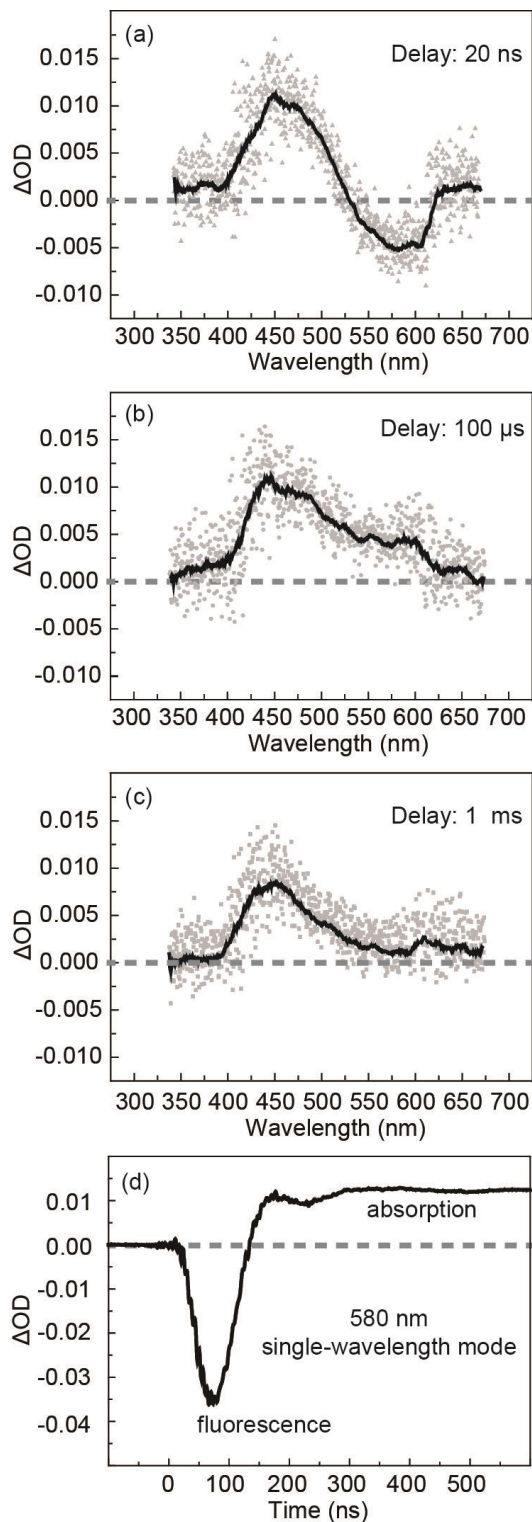 (a)
Delay: 20 ns
0.015
0.010
0.005
0.000
-0.005
-0.010
ΔOD
300 350 400 450 500 550 600 650 700
Wavelength (nm)
(b)
Delay: 100 μs
0.015
0.010
0.005
0.000
-0.005
-0.010
ΔOD
300 350 400 450 500 550 600 650 700
Wavelength (nm)
(c)
Delay: 1 ms
0.015
0.010
0.005
0.000
-0.005
-0.010
ΔOD
300 350 400 450 500 550 600 650 700
Wavelength (nm)
(d)
0.01
0.00
-0.01
-0.02
-0.03
-0.04
ΔOD
absorption
580 nm
single-wavelength mode
fluorescence
0 100 200 300 400 500
Time (ns)